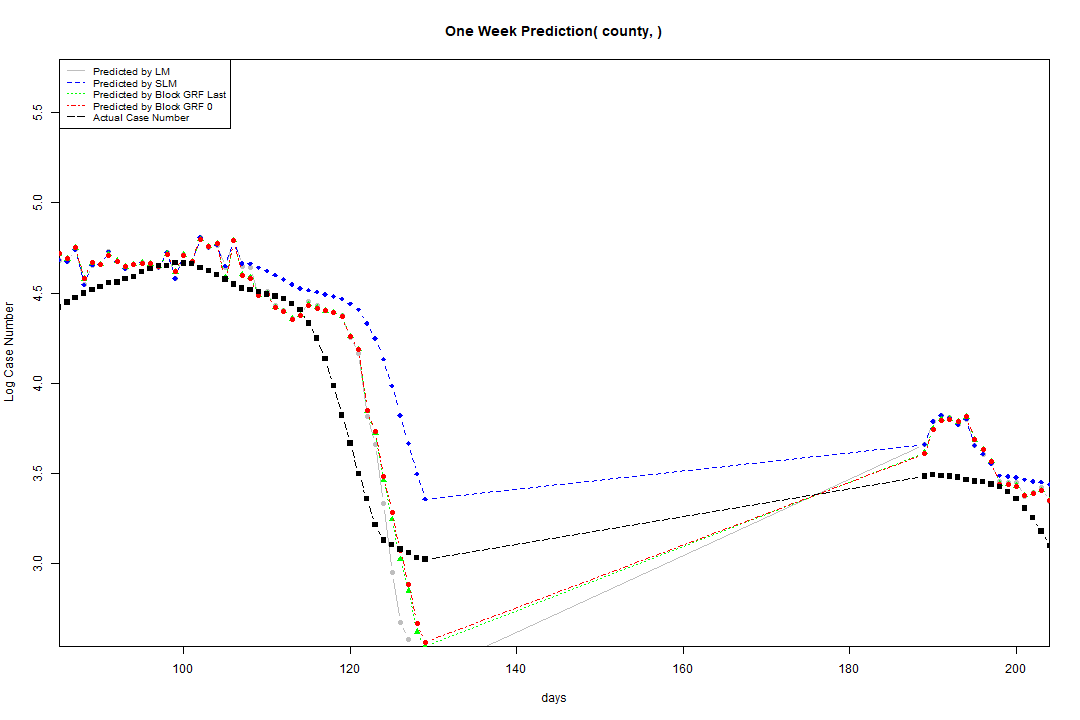 One Week Prediction( county, )
Predicted by LM
Predicted by SLM
Predicted by Block GRF Last
Predicted by Block GRF 0
Actual Case Number
5.5
5.0
4.5
4.0
3.5
3.0
Log Case Number
100 120 140 160 180 200
days